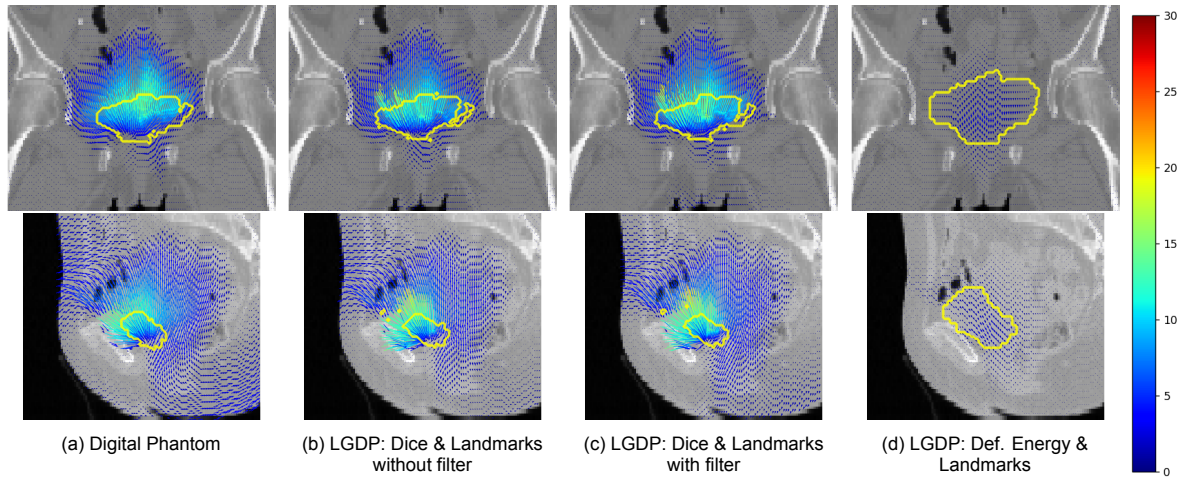 30
25
20
15
10
5
0
(a) Digital Phantom
(b) LGDP: Dice & Landmarks
without filter
(c) LGDP: Dice & Landmarks
with filter
(d) LGDP: Def. Energy &
Landmarks